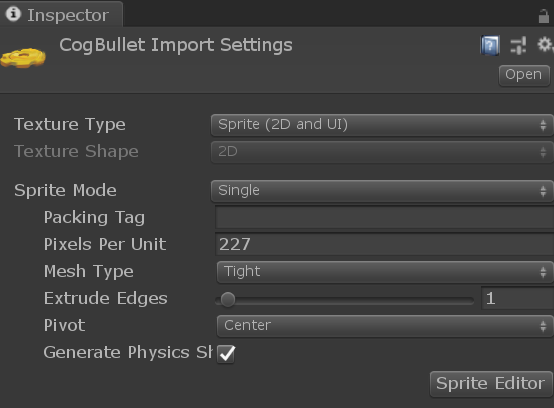 Inspector
CogBullet Import Settings
Open
Texture Type Sprite (2D and UI)
Texture Shape 2D
Sprite Mode Single
Packing Tag
Pixels Per Unit 227
Mesh Type Tight
Extrude Edges 1
Pivot Center
Generate Physics Sh
Sprite Editor